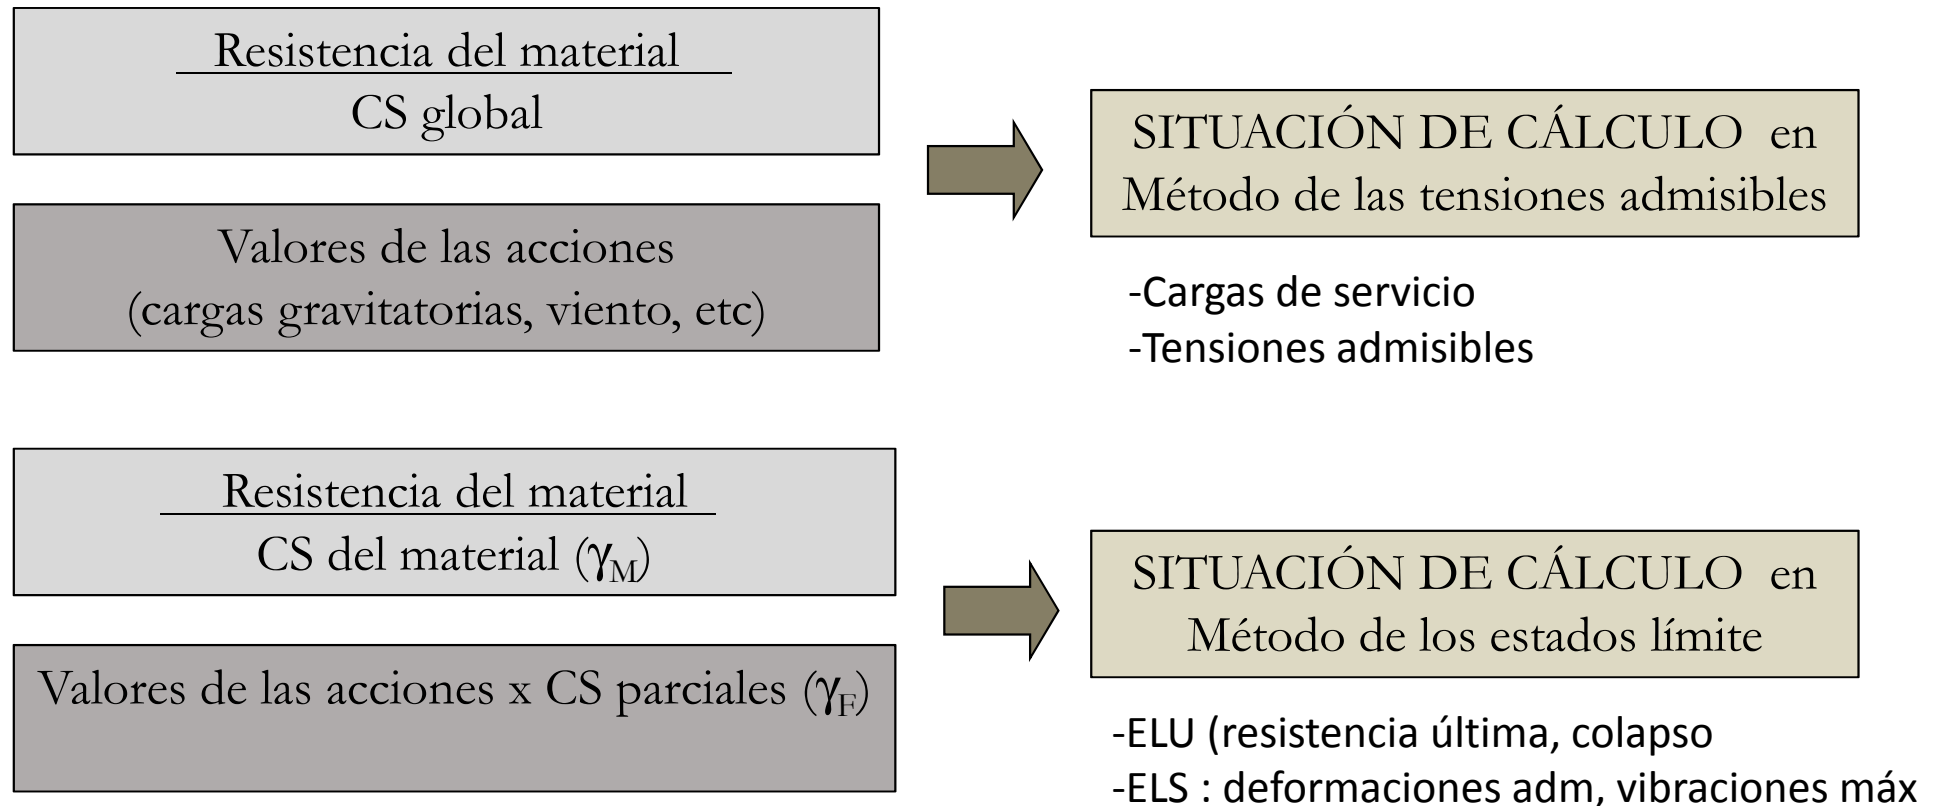 Resistencia del material
CS global
Valores de las acciones
(cargas gravitatorias, viento, etc)
SITUACIÓN DE CÁLCULO en
Método de las tensiones admisibles
-Cargas de servicio
-Tensiones admisibles
Resistencia del material
CS del material (γM)
Valores de las acciones x CS parciales (γF)
SITUACIÓN DE CÁLCULO en
Método de los estados límite
-ELU (resistencia última, colapso
-ELS : deformaciones adm, vibraciones máx